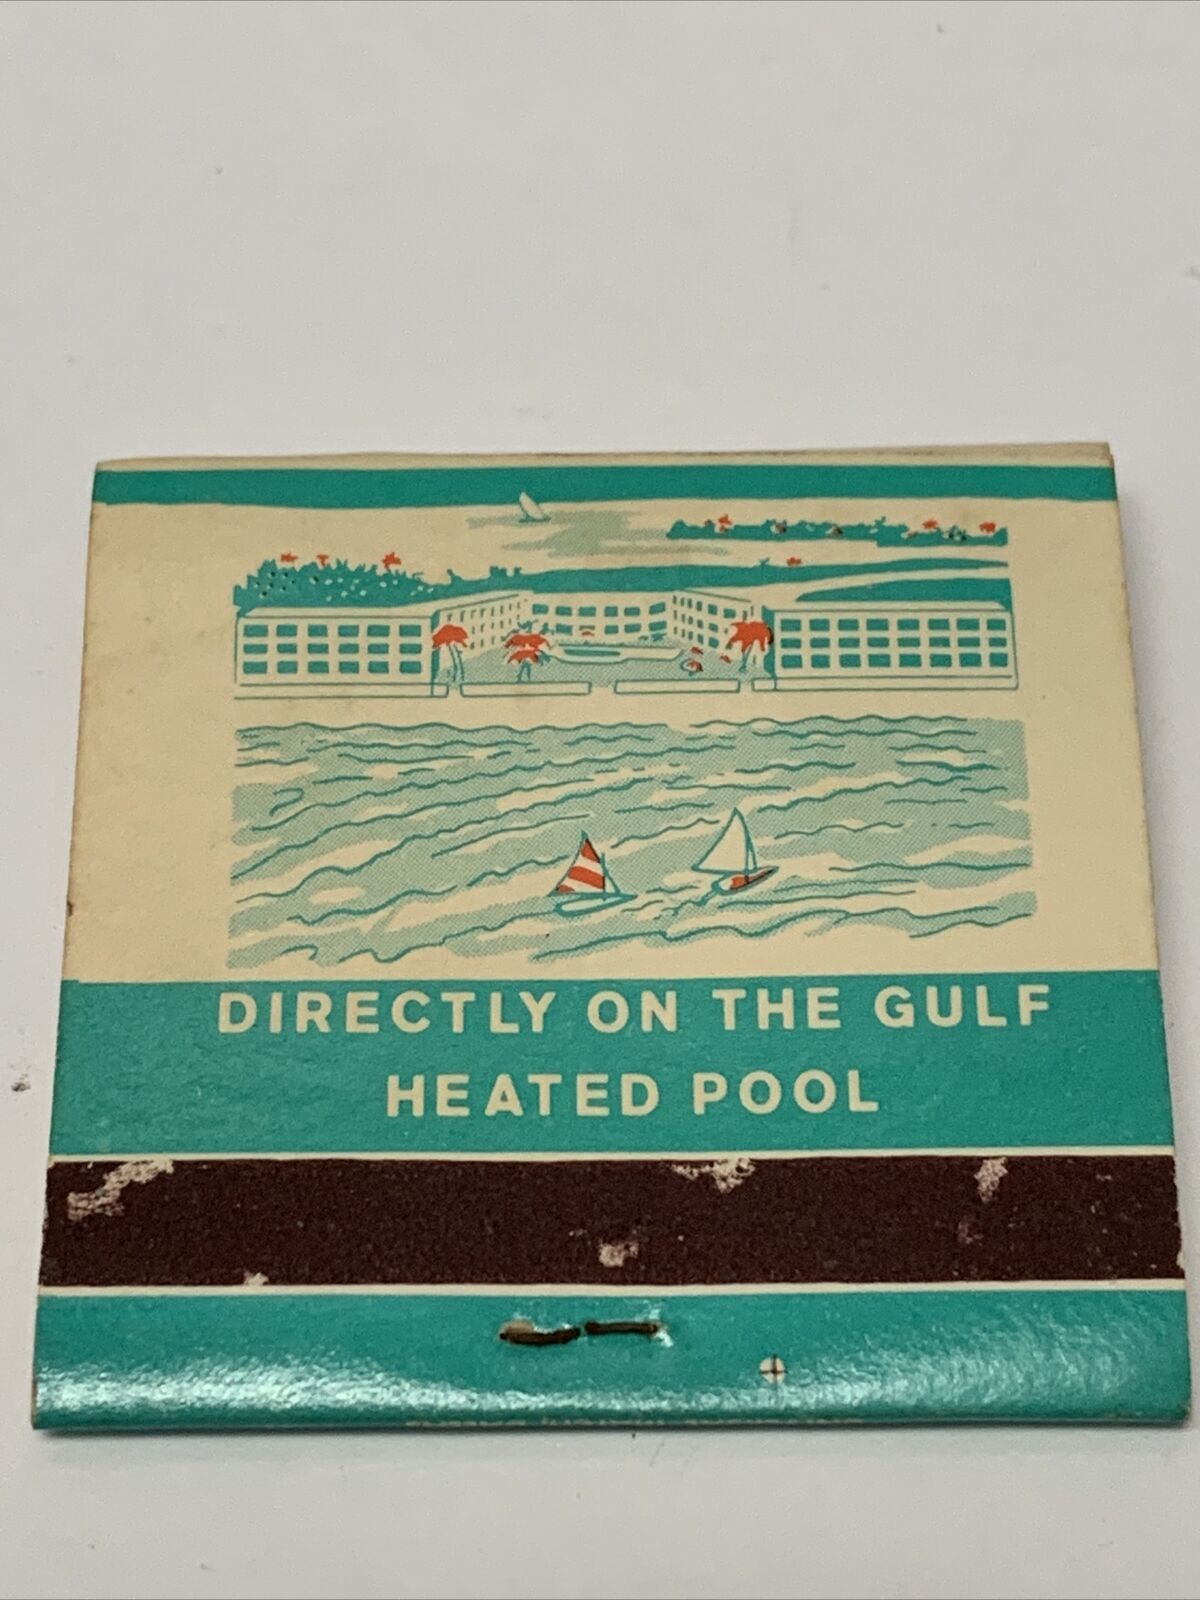 DIRECTLY ON THE GULF
HEATED POOL